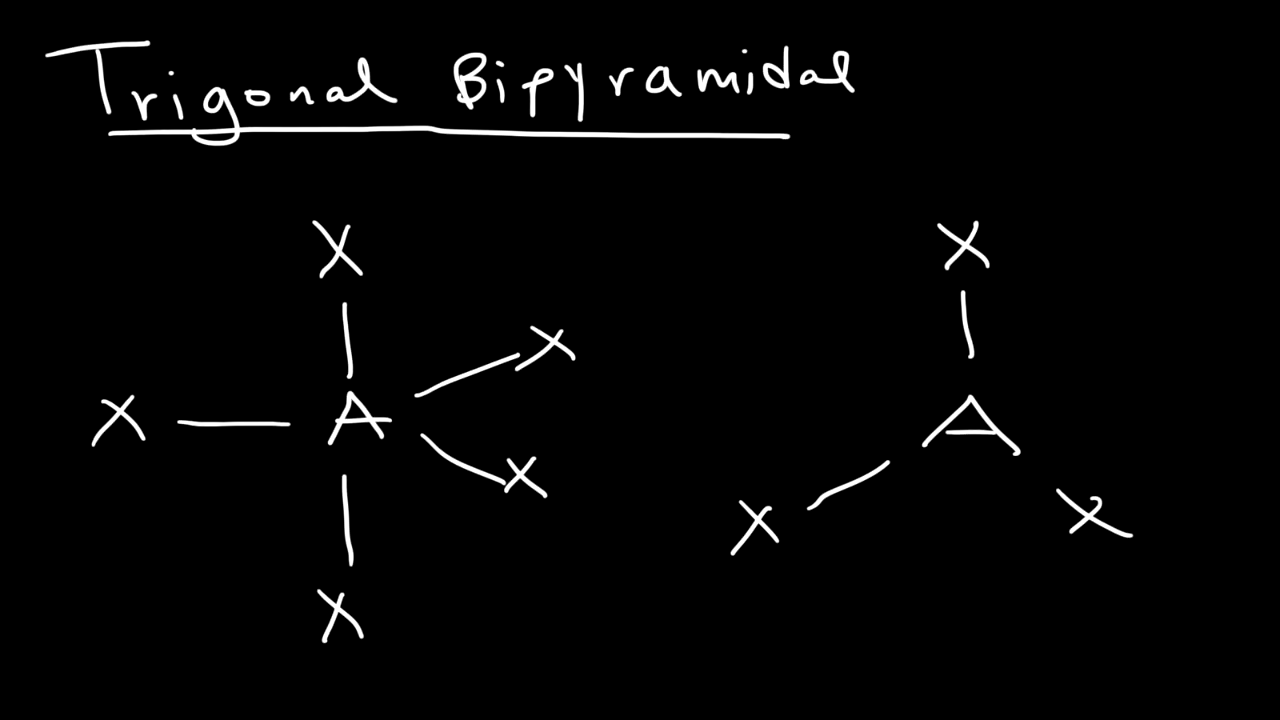 Trigonal Bipyramidal
X X
X
X A A
X X X
X